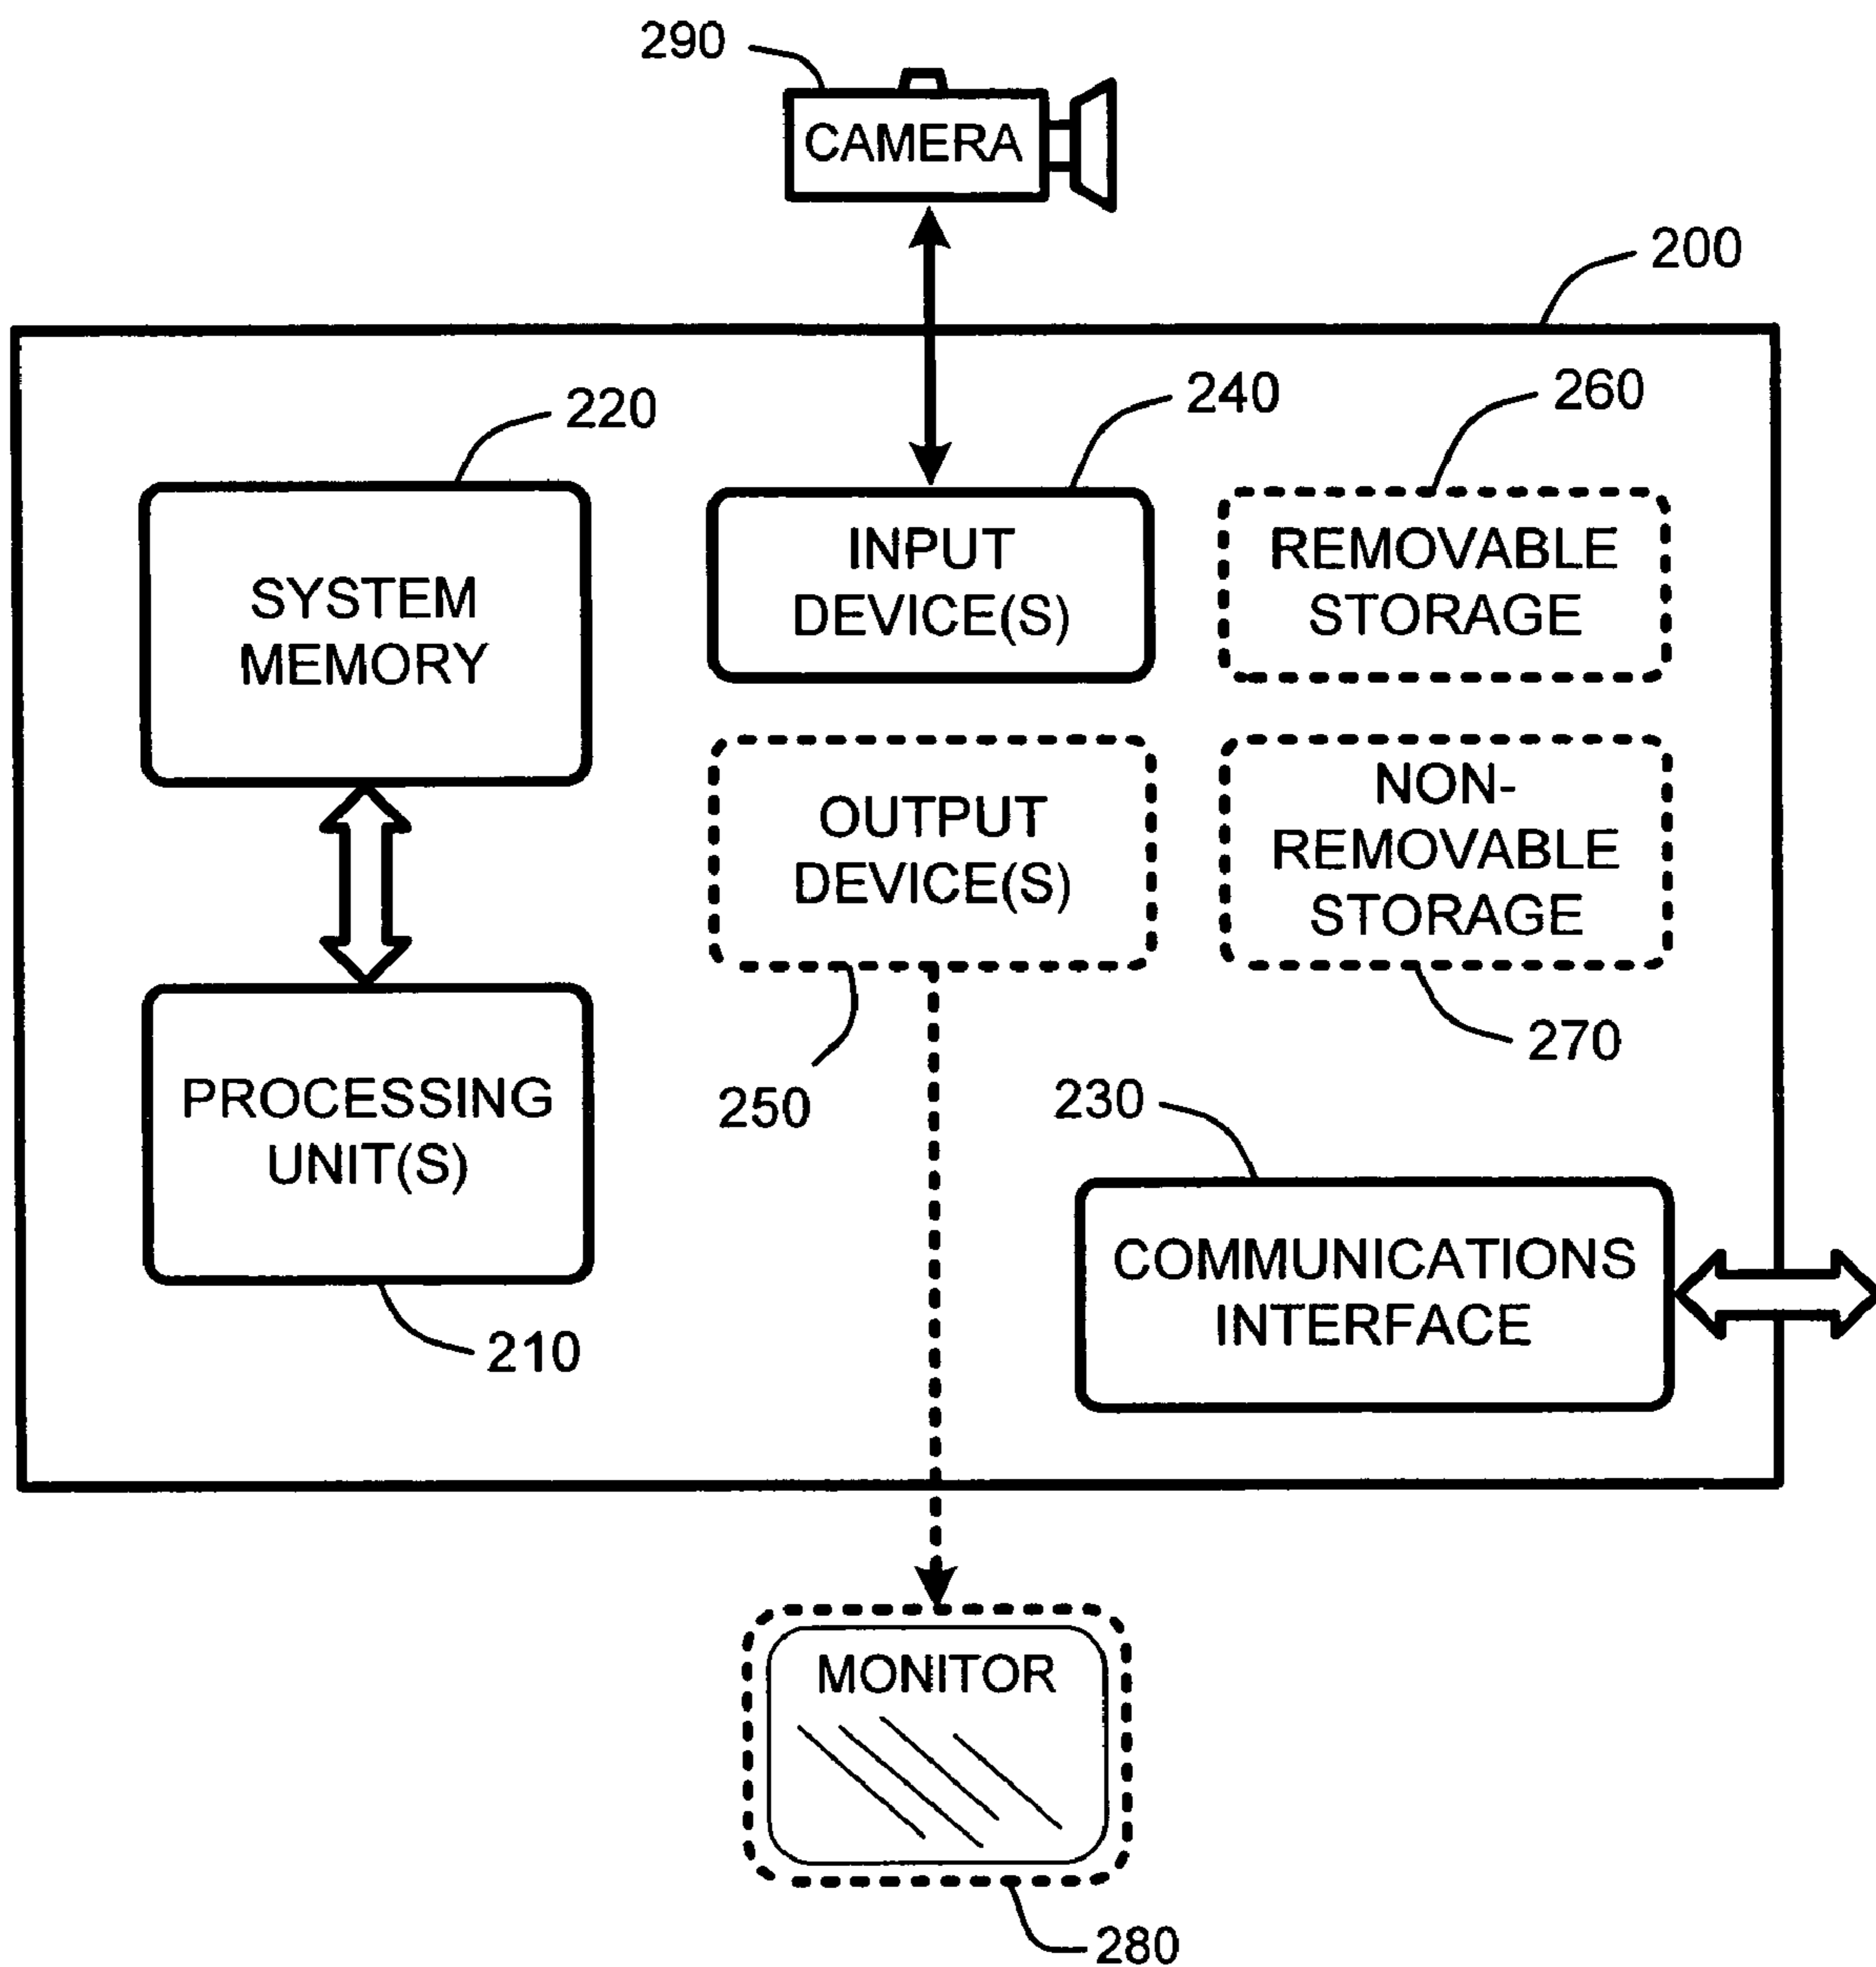 290
CAMERA
200
220
240
260
SYSTEM
MEMORY
INPUT
DEVICE(S)
REMOVABLE
STORAGE
OUTPUT
DEVICE(S)
NON-
REMOVABLE
STORAGE
250
270
PROCESSING
UNIT(S)
210
230
COMMUNICATIONS
INTERFACE
MONITOR
280